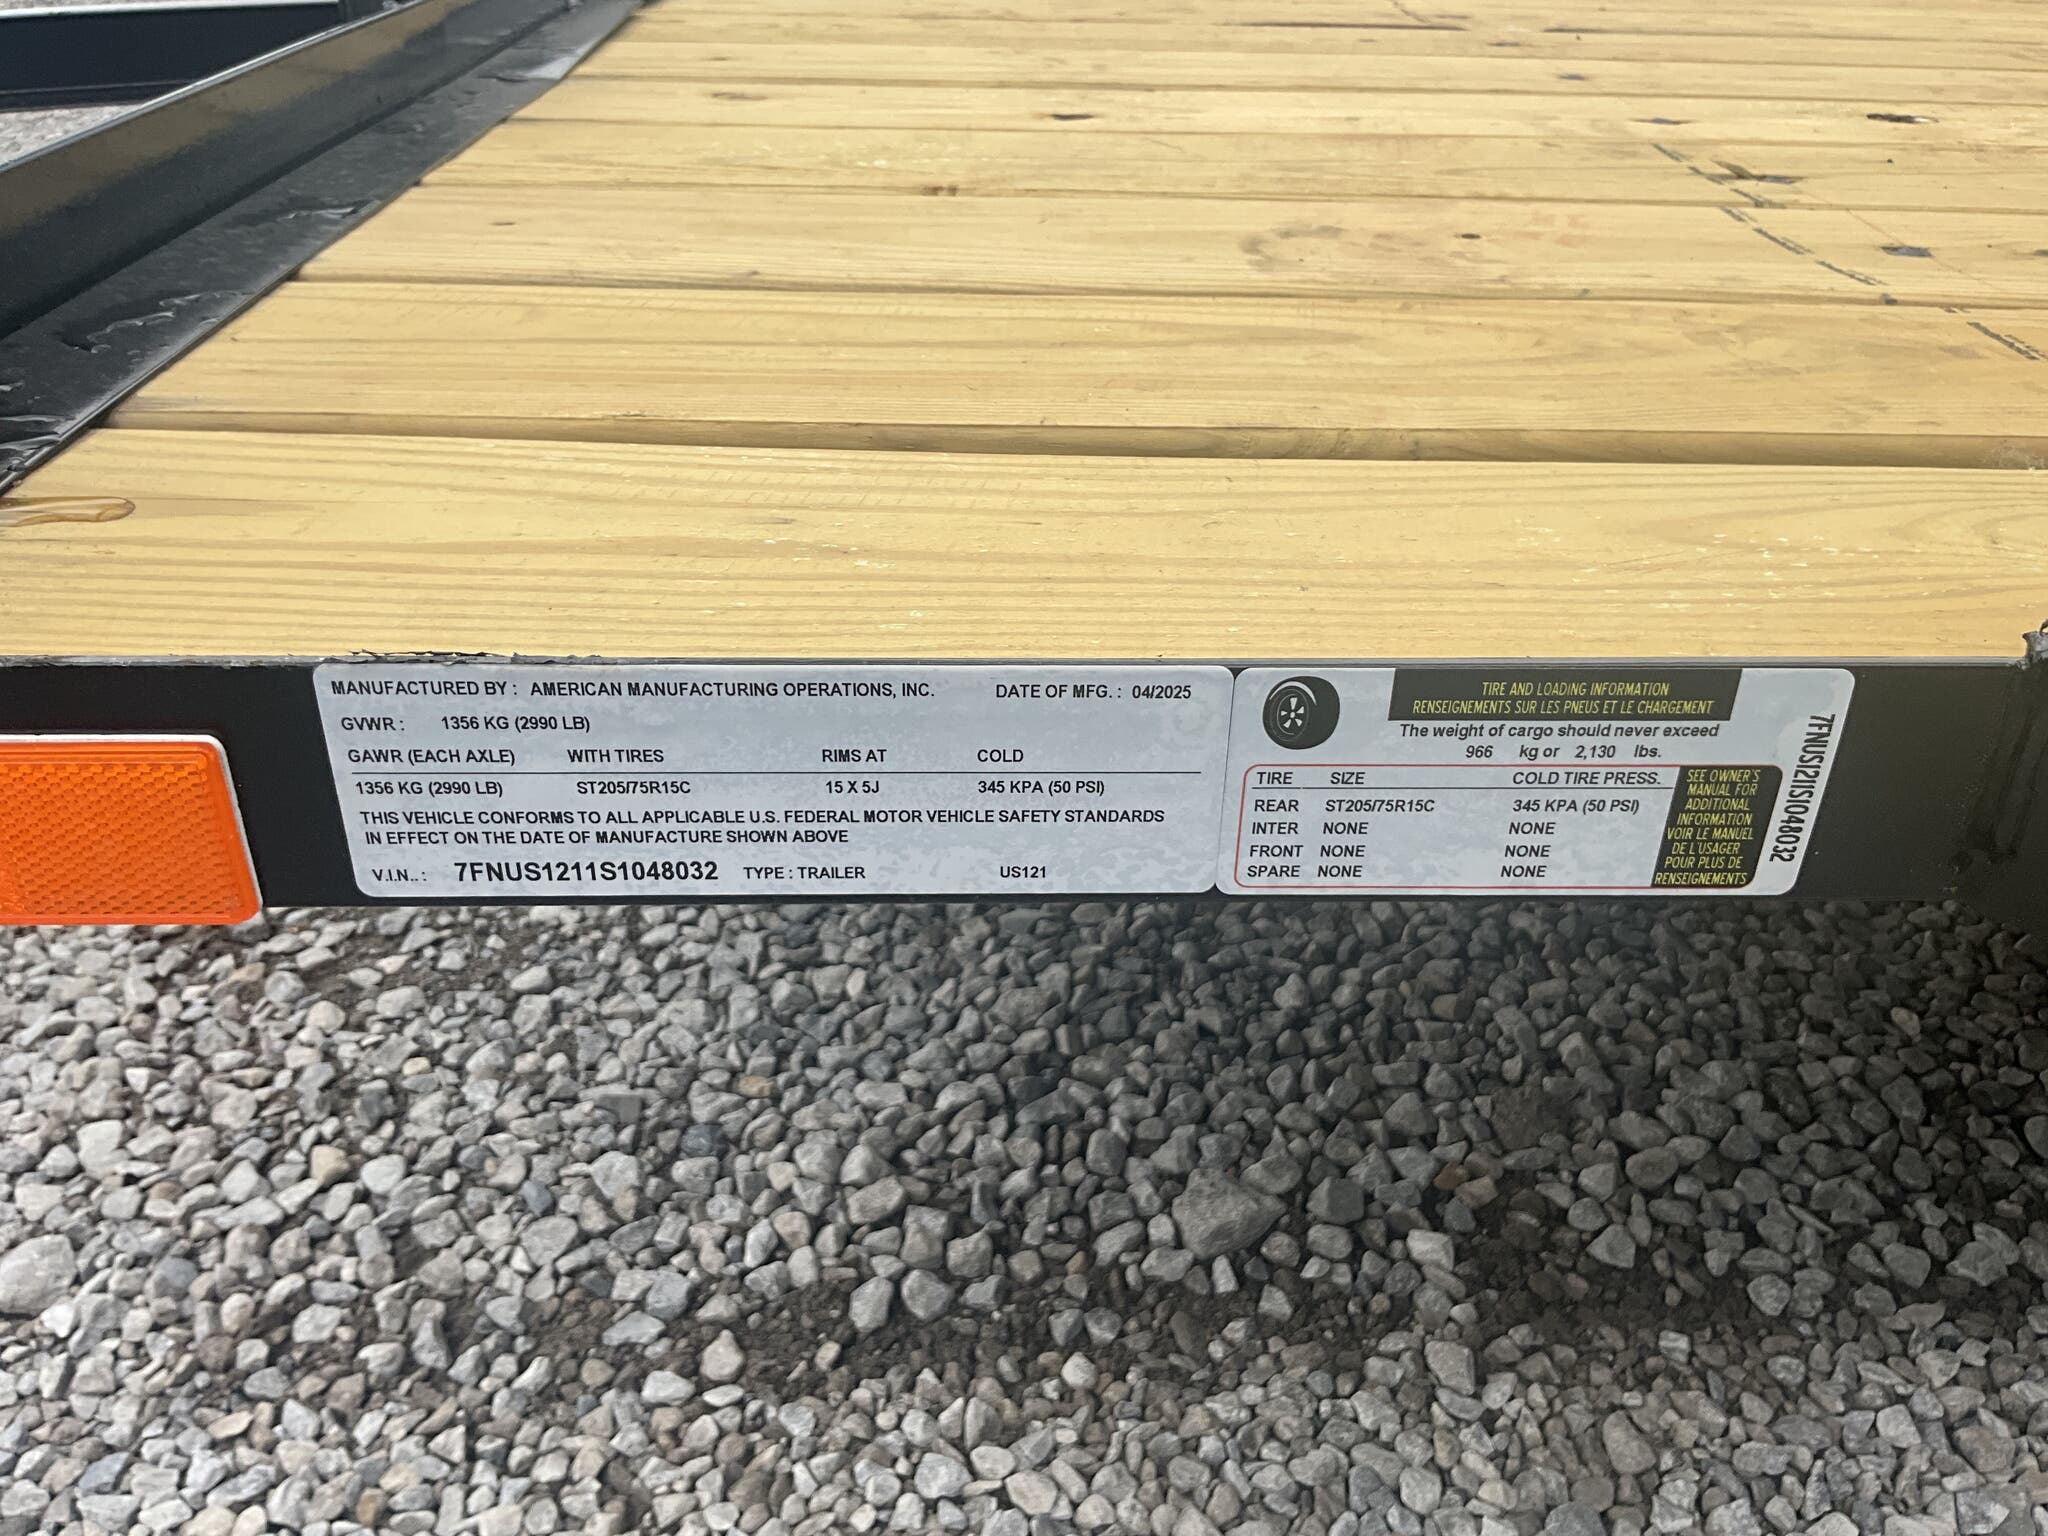 MANUFACTURED BY : AMERICAN MANUFACTURING OPERATIONS, INC. DATE OF MFG. : 04/2025
GVWR : 1356 KG (2990 LB)
GAWR (EACH AXLE) WITH TIRES RIMS AT COLD
1356 KG (2990 LB) ST205/75R15C 15 X 5J 345 KPA (50 PSI)
THIS VEHICLE CONFORMS TO ALL APPLICABLE U.S. FEDERAL MOTOR VEHICLE SAFETY STANDARDS
IN EFFECT ON THE DATE OF MANUFACTURE SHOWN ABOVE
V.I.N.. : 7FNUS1211S1048032 TYPE : TRAILER US121
TIRE AND LOADING INFORMATION
RENSEIGNEMENTS SUR LES PNEUS ET LE CHARGEMENT
The weight of cargo should never exceed
966 kg or 2,130 lbs.
TIRE SIZE COLD TIRE PRESS.
REAR ST205/75R15C 345 KPA (50 PSI)
INTER NONE NONE
FRONT NONE NONE
SPARE NONE NONE
SEE OWNER'S
MANUAL FOR
ADDITIONAL
INFORMATION
VOIR LE MANUEL
DE L'USAGER
POUR PLUS DE
RENSEIGNEMENTS
7FNUS1211S1048032